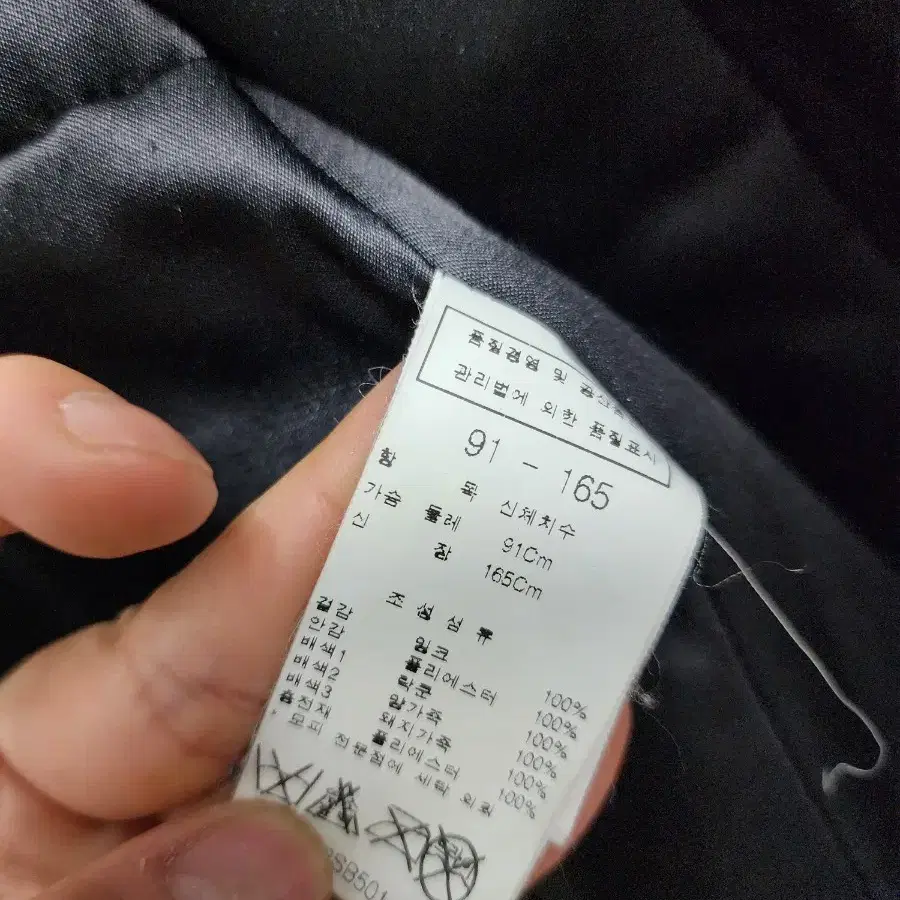 품질경영 및 공산품
관리법에 의한 품질표시
91 - 165
항 목 신체치수
가슴 둘레 91Cm
신 장 165Cm
조성섬유
겉감 밍크 100%
안감 폴리에스터 100%
배색1 락쿤 100%
배색2 양가죽 100%
배색3 돼지가죽 100%
충전재 폴리에스터 100%
모피 전문점에 세탁 의뢰
SB501